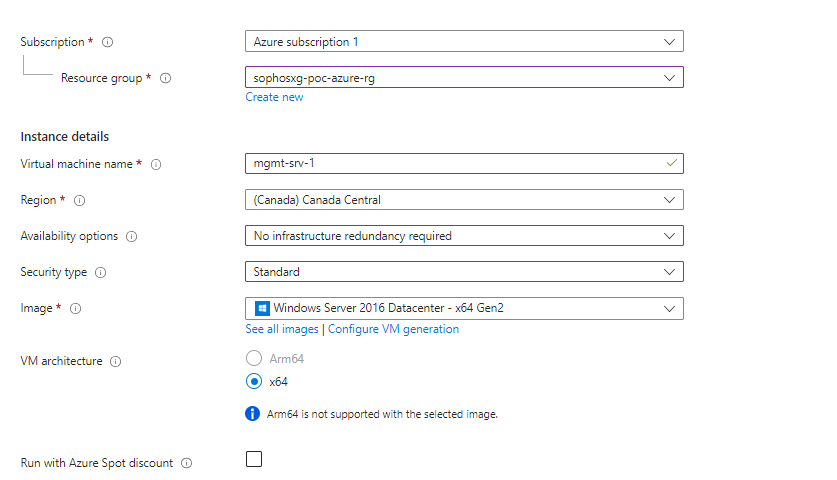 Subscription * Azure subscription 1
Resource group * sophosxg-poc-azure-rg
Create new
Instance details
Virtual machine name * mgmt-srv-1
Region * (Canada) Canada Central
Availability options No infrastructure redundancy required
Security type Standard
Image * Windows Server 2016 Datacenter - x64 Gen2
See all images | Configure VM generation
VM architecture Arm64
x64
Arm64 is not supported with the selected image.
Run with Azure Spot discount